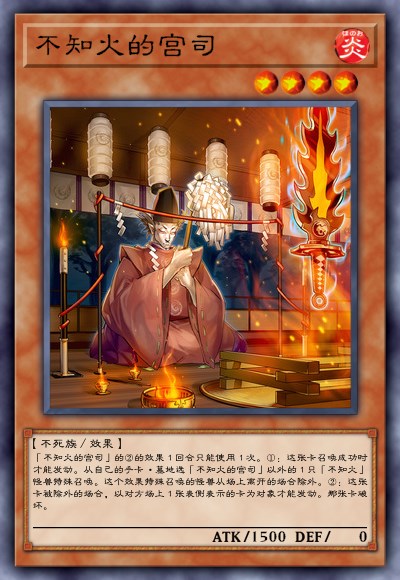 不知火的宫司
ほのお
炎
【不死族/效果】
「不知火的宫司」的②的效果1回合只能使用1次。①：这张卡召唤成功时
才能发动。从自己的手卡·墓地选「不知火的宫司」以外的1只「不知火」
怪兽特殊召唤。这个效果特殊召唤的怪兽从场上离开的场合除外。②：这张
卡被除外的场合，以对方场上1张表侧表示的卡为对象才能发动。那张卡破
坏。
ATK/1500 DEF/ 0